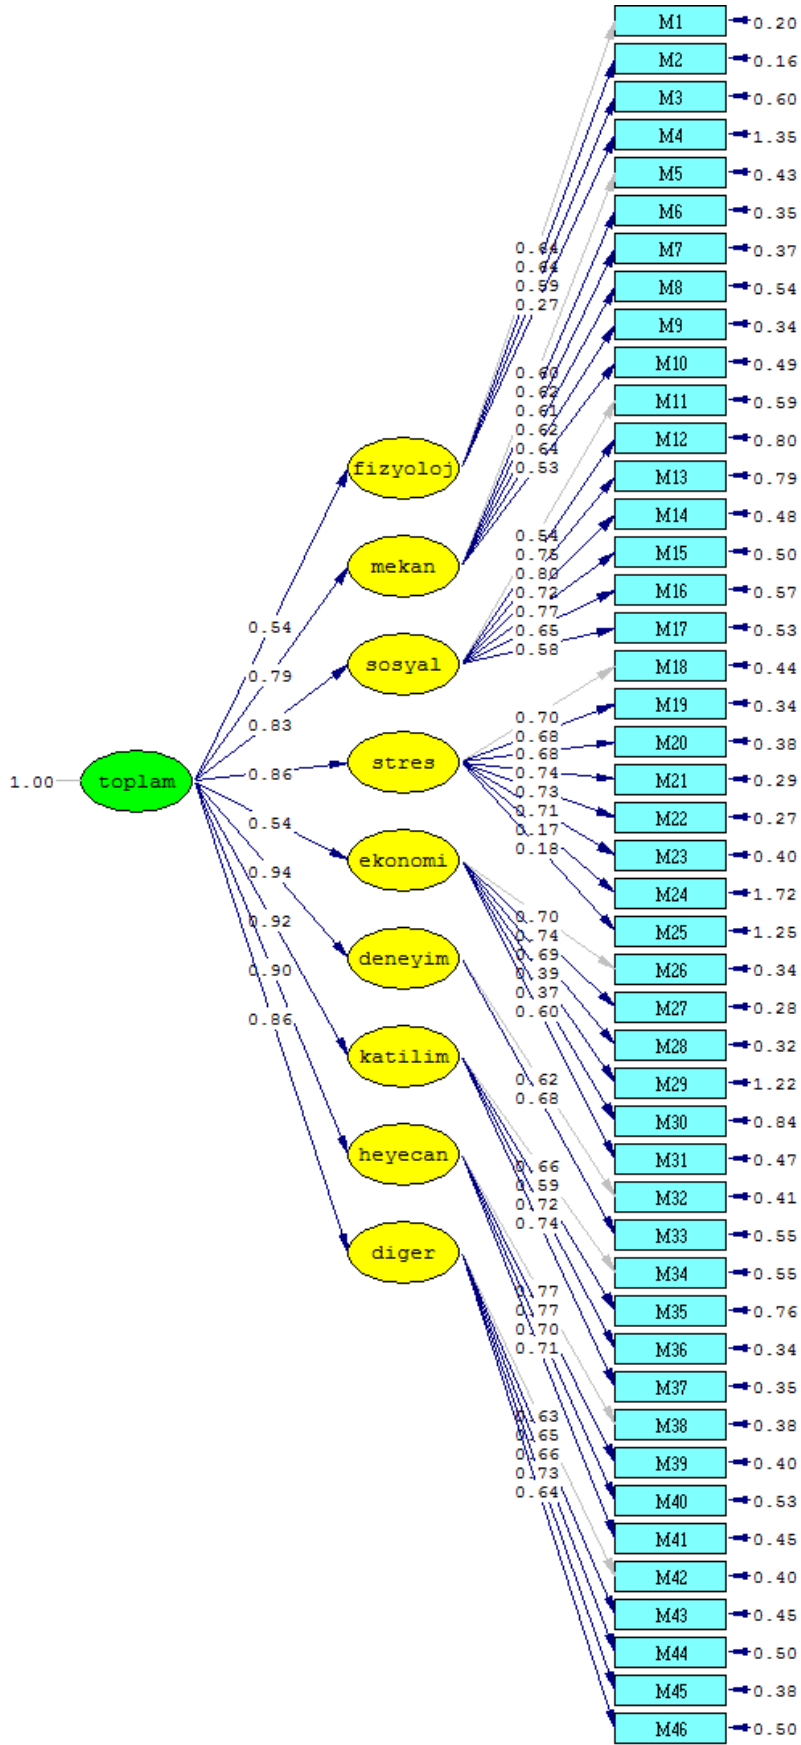 M1 0.20
M2 0.16
M3 0.60
M4 1.35
M5 0.43
M6 0.35
M7 0.37
M8 0.54
M9 0.34
M10 0.49
M11 0.59
M12 0.80
M13 0.79
M14 0.48
M15 0.50
M16 0.57
M17 0.53
M18 0.44
M19 0.34
M20 0.38
M21 0.29
M22 0.27
M23 0.40
M24 1.72
M25 1.25
M26 0.34
M27 0.28
M28 0.32
M29 1.22
M30 0.84
M31 0.47
M32 0.41
M33 0.55
M34 0.55
M35 0.76
M36 0.34
M37 0.35
M38 0.38
M39 0.40
M40 0.53
M41 0.45
M42 0.40
M43 0.45
M44 0.50
M45 0.38
M46 0.50
0.64
0.64
0.59
0.27
0.60
0.62
0.61
0.62
0.64
0.53
0.54
0.75
0.80
0.72
0.77
0.65
0.58
0.70
0.68
0.68
0.74
0.73
0.71
0.17
0.18
0.70
0.74
0.69
0.39
0.37
0.60
0.62
0.68
0.66
0.59
0.72
0.74
0.77
0.77
0.70
0.71
0.63
0.65
0.66
0.73
0.64
fizyoloj
mekan
sosyal
stres
ekonomi
deneyim
katilim
heyecan
diger
0.54
0.79
0.83
0.86
0.54
0.94
0.92
0.90
0.86
1.00 toplam